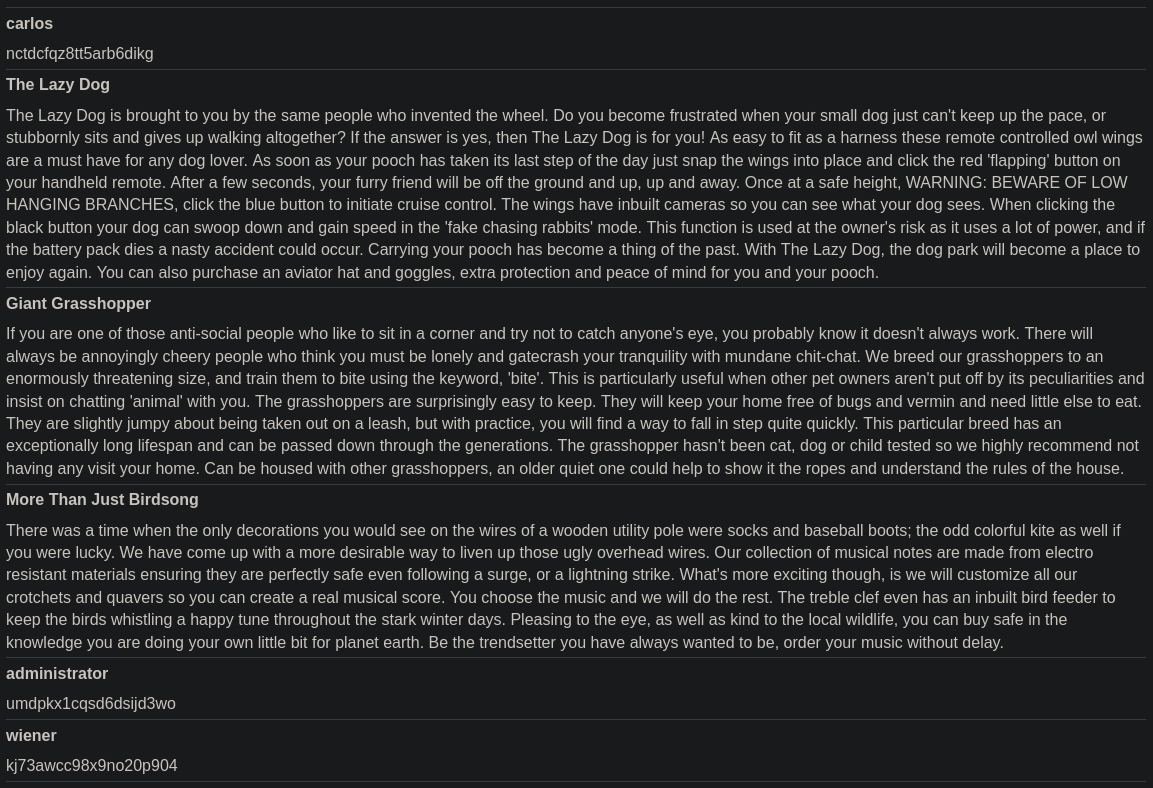 carlos
nctdcfqz8tt5arb6dikg
The Lazy Dog
The Lazy Dog is brought to you by the same people who invented the wheel. Do you become frustrated when your small dog just can't keep up the pace, or
stubbornly sits and gives up walking altogether? If the answer is yes, then The Lazy Dog is for you! As easy to fit as a harness these remote controlled owl wings
are a must have for any dog lover. As soon as your pooch has taken its last step of the day just snap the wings into place and click the red 'flapping' button on
your handheld remote. After a few seconds, your furry friend will be off the ground and up, up and away. Once at a safe height, WARNING: BEWARE OF LOW
HANGING BRANCHES, click the blue button to initiate cruise control. The wings have inbuilt cameras so you can see what your dog sees. When clicking the
black button your dog can swoop down and gain speed in the 'fake chasing rabbits' mode. This function is used at the owner's risk as it uses a lot of power, and if
the battery pack dies a nasty accident could occur. Carrying your pooch has become a thing of the past. With The Lazy Dog, the dog park will become a place to
enjoy again. You can also purchase an aviator hat and goggles, extra protection and peace of mind for you and your pooch.
Giant Grasshopper
If you are one of those anti-social people who like to sit in a corner and try not to catch anyone's eye, you probably know it doesn't always work. There will
always be annoyingly cheery people who think you must be lonely and gatecrash your tranquility with mundane chit-chat. We breed our grasshoppers to an
enormously threatening size, and train them to bite using the keyword, 'bite'. This is particularly useful when other pet owners aren't put off by its peculiarities and
insist on chatting 'animal' with you. The grasshoppers are surprisingly easy to keep. They will keep your home free of bugs and vermin and need little else to eat.
They are slightly jumpy about being taken out on a leash, but with practice, you will find a way to fall in step quite quickly. This particular breed has an
exceptionally long lifespan and can be passed down through the generations. The grasshopper hasn't been cat, dog or child tested so we highly recommend not
having any visit your home. Can be housed with other grasshoppers, an older quiet one could help to show it the ropes and understand the rules of the house.
More Than Just Birdsong
There was a time when the only decorations you would see on the wires of a wooden utility pole were socks and baseball boots; the odd colorful kite as well if
you were lucky. We have come up with a more desirable way to liven up those ugly overhead wires. Our collection of musical notes are made from electro
resistant materials ensuring they are perfectly safe even following a surge, or a lightning strike. What's more exciting though, is we will customize all our
crotchets and quavers so you can create a real musical score. You choose the music and we will do the rest. The treble clef even has an inbuilt bird feeder to
keep the birds whistling a happy tune throughout the stark winter days. Pleasing to the eye, as well as kind to the local wildlife, you can buy safe in the
knowledge you are doing your own little bit for planet earth. Be the trendsetter you have always wanted to be, order your music without delay.
administrator
umdpkx1cqsd6dsijd3wo
wiener
kj73awcc98x9no20p904